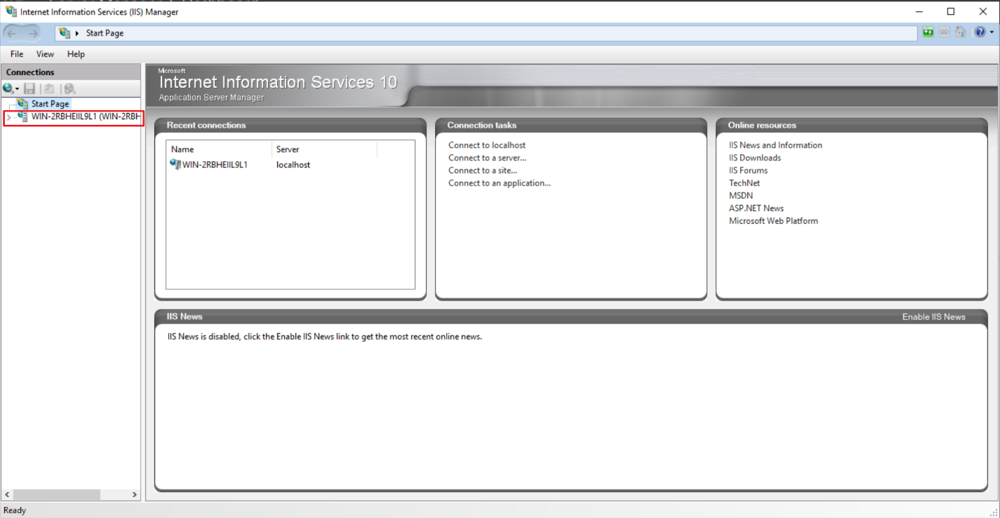 Internet Information Services (IIS) Manager
Start Page
File View Help
Connections
Start Page
WIN-2RBHEIIL9L1 (WIN-2RBH
Microsoft
Internet Information Services 10
Application Server Manager
Recent connections
Name Server
WIN-2RBHEIIL9L1 localhost
Connection tasks
Connect to localhost
Connect to a server...
Connect to a site...
Connect to an application...
Online resources
IIS News and Information
IIS Downloads
IIS Forums
TechNet
MSDN
ASP.NET News
Microsoft Web Platform
IIS News
Enable IIS News
IIS News is disabled, click the Enable IIS News link to get the most recent online news.
Ready